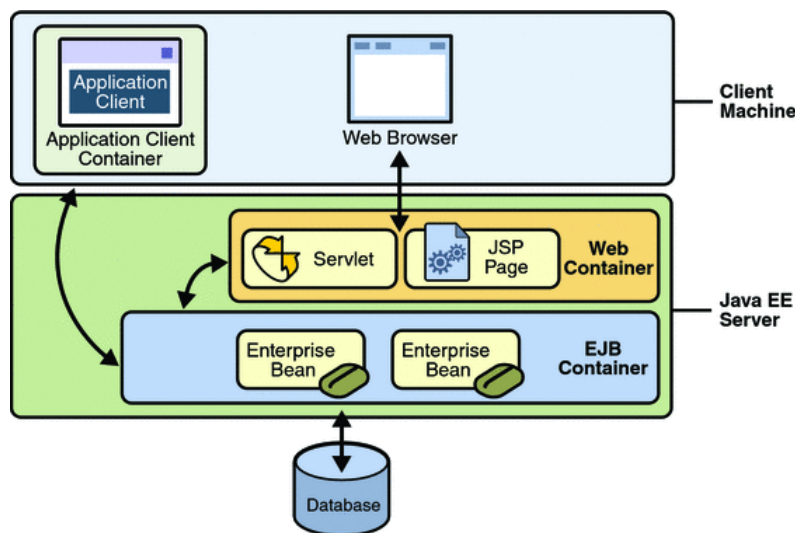 Application
Client
Application Client
Container
Web Browser
Client
Machine
Servlet
JSP
Page
Web
Container
Java EE
Server
Enterprise
Bean
Enterprise
Bean
EJB
Container
Database